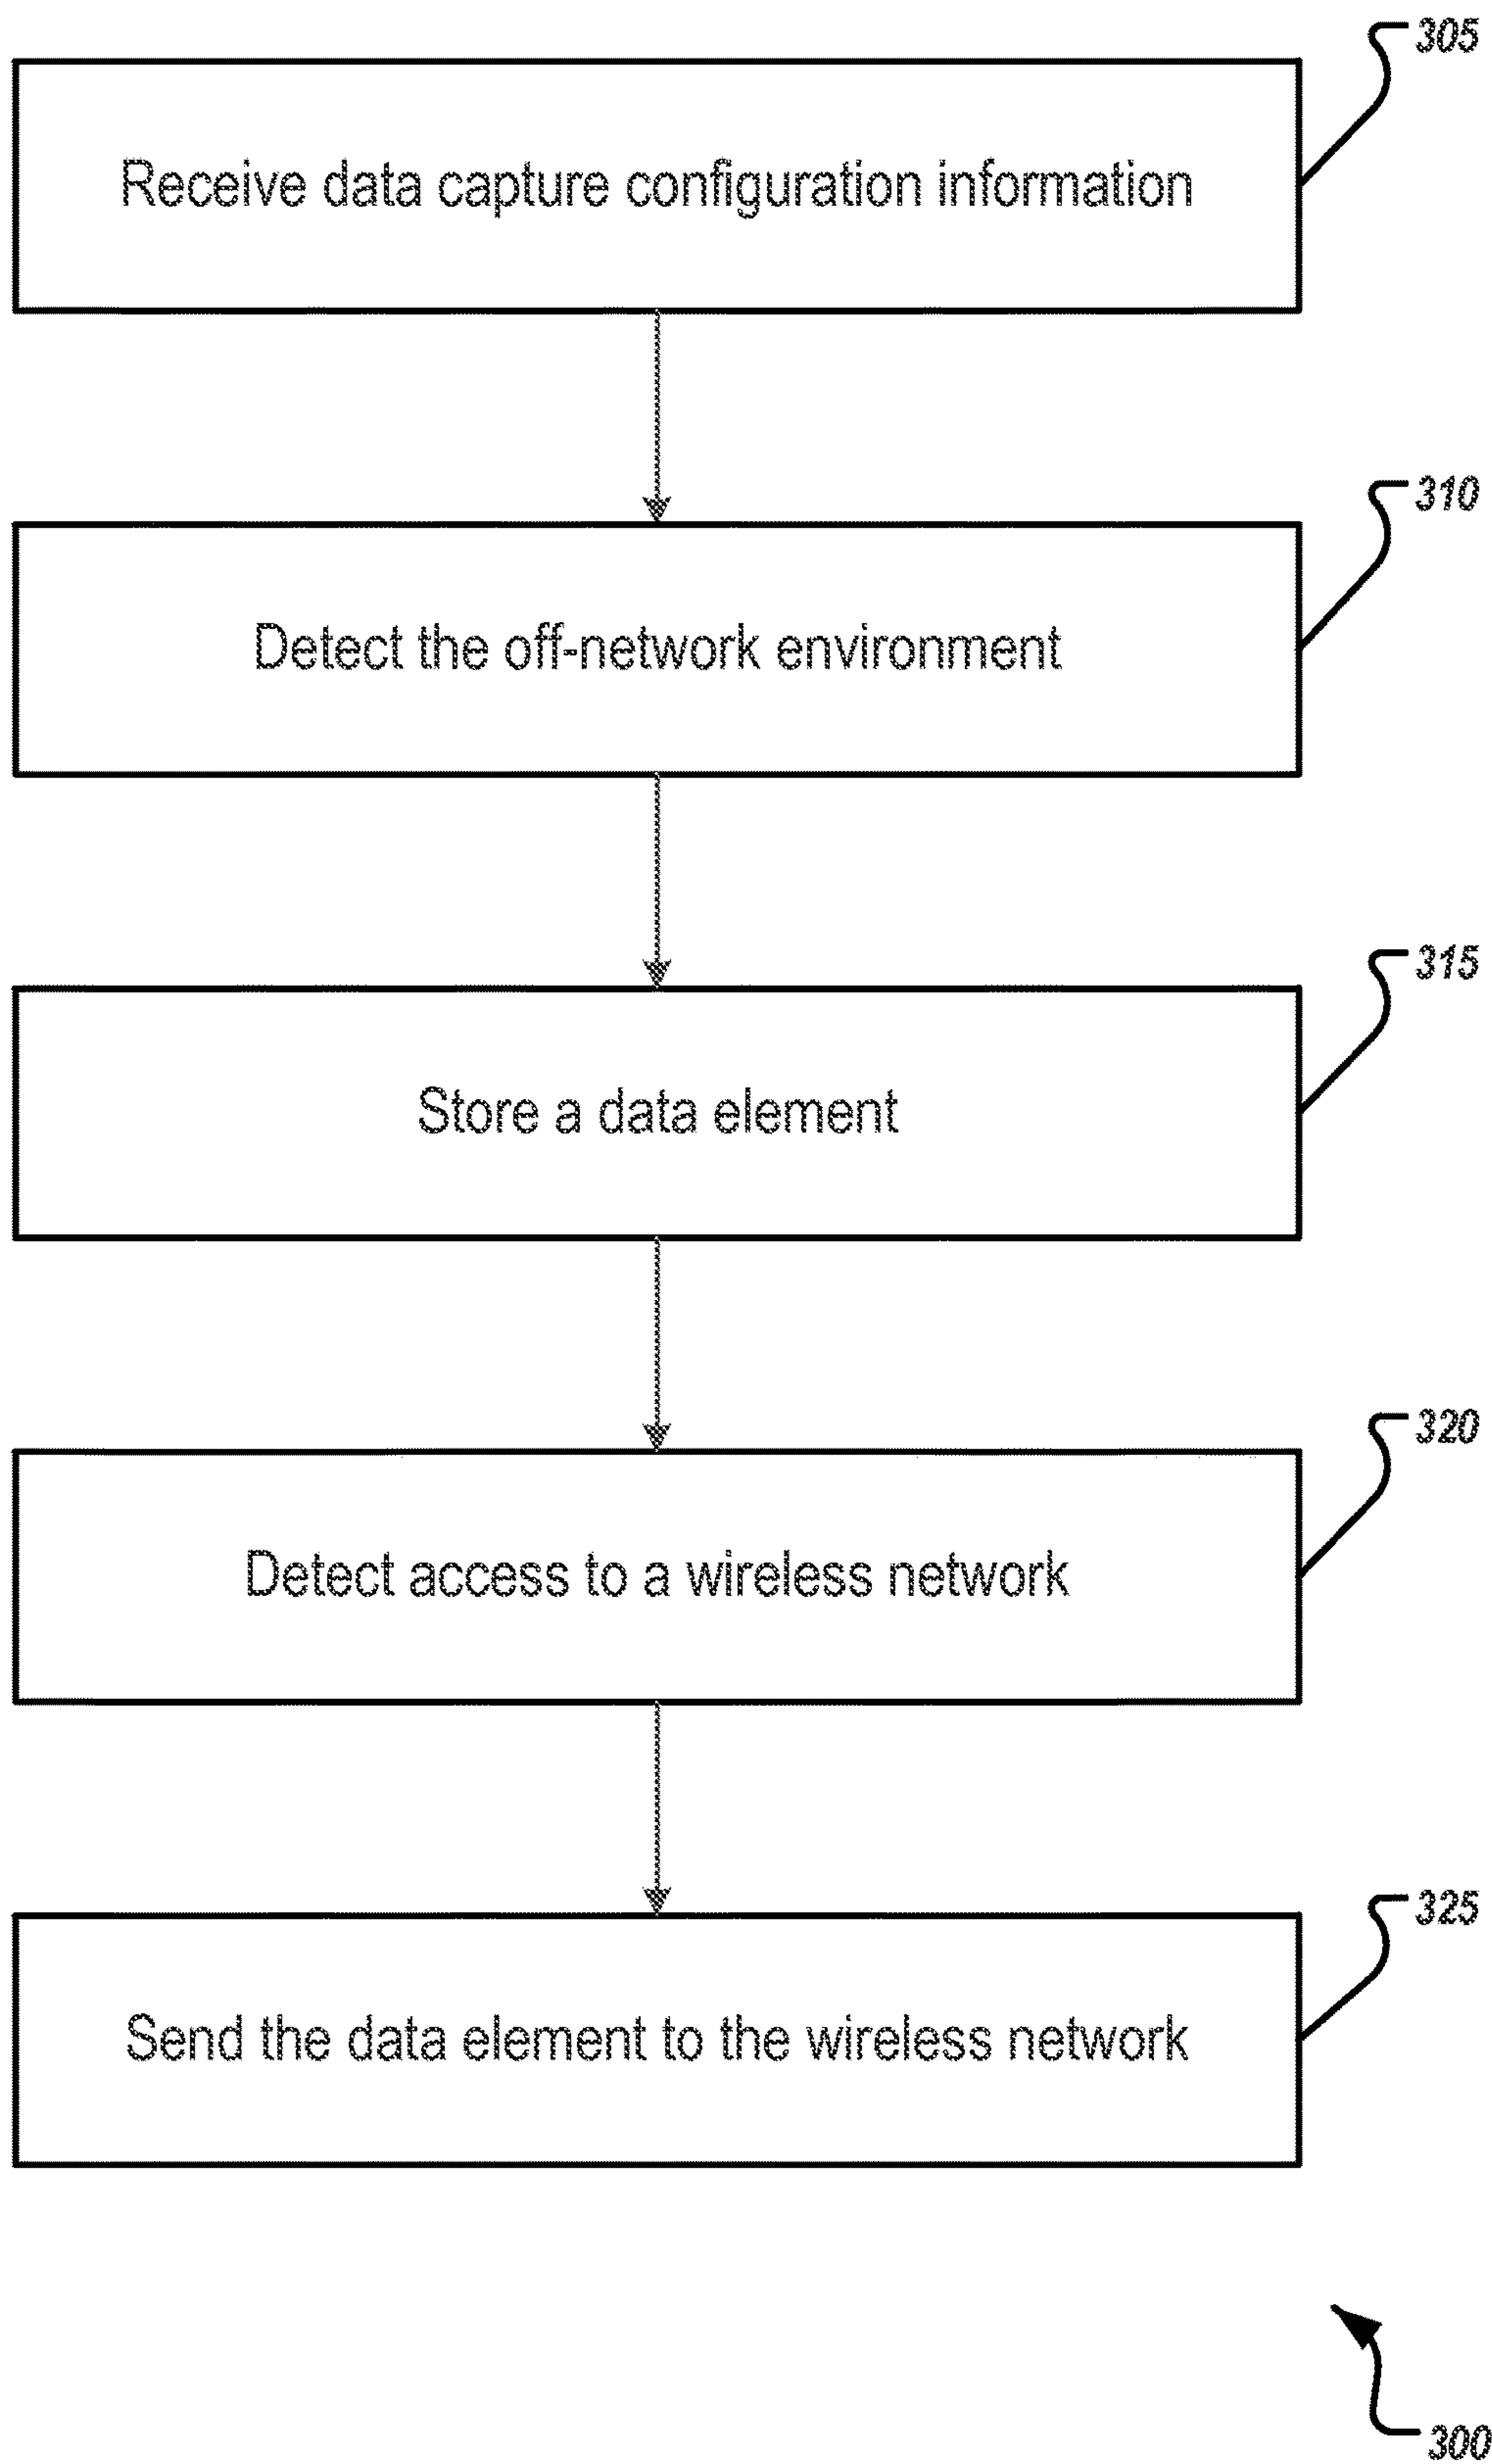 305
Receive data capture configuration information
310
Detect the off-network environment
315
Store a data element
320
Detect access to a wireless network
325
Send the data element to the wireless network
300